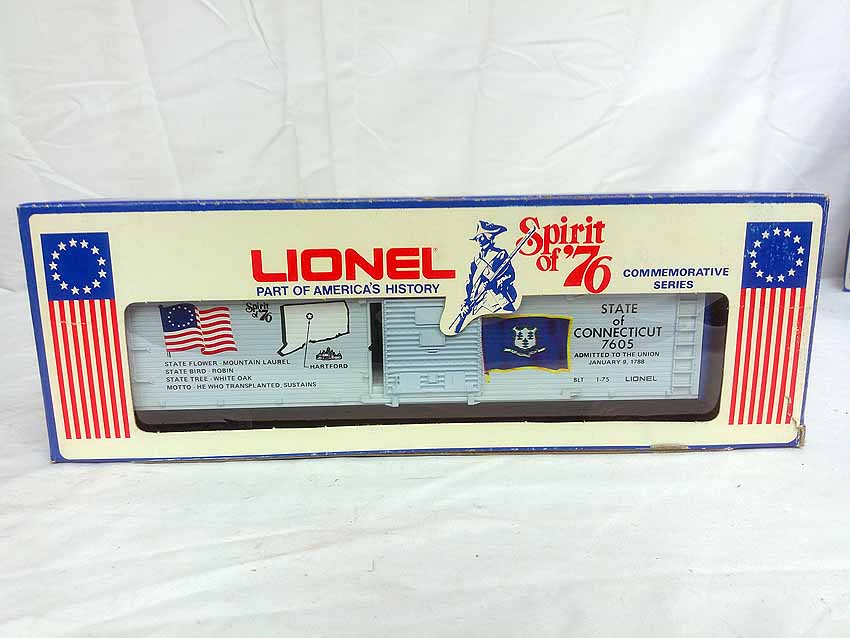 LIONEL
PART OF AMERICA'S HISTORY
Spirit
of '76
COMMEMORATIVE
SERIES
Spirit
of '76
HARTFORD
STATE FLOWER - MOUNTAIN LAUREL
STATE BIRD - ROBIN
STATE TREE - WHITE OAK
MOTTO - HE WHO TRANSPLANTED, SUSTAINS
STATE
of
CONNECTICUT
7605
ADMITTED TO THE UNION
JANUARY 9, 1788
BLT 1-75 LIONEL